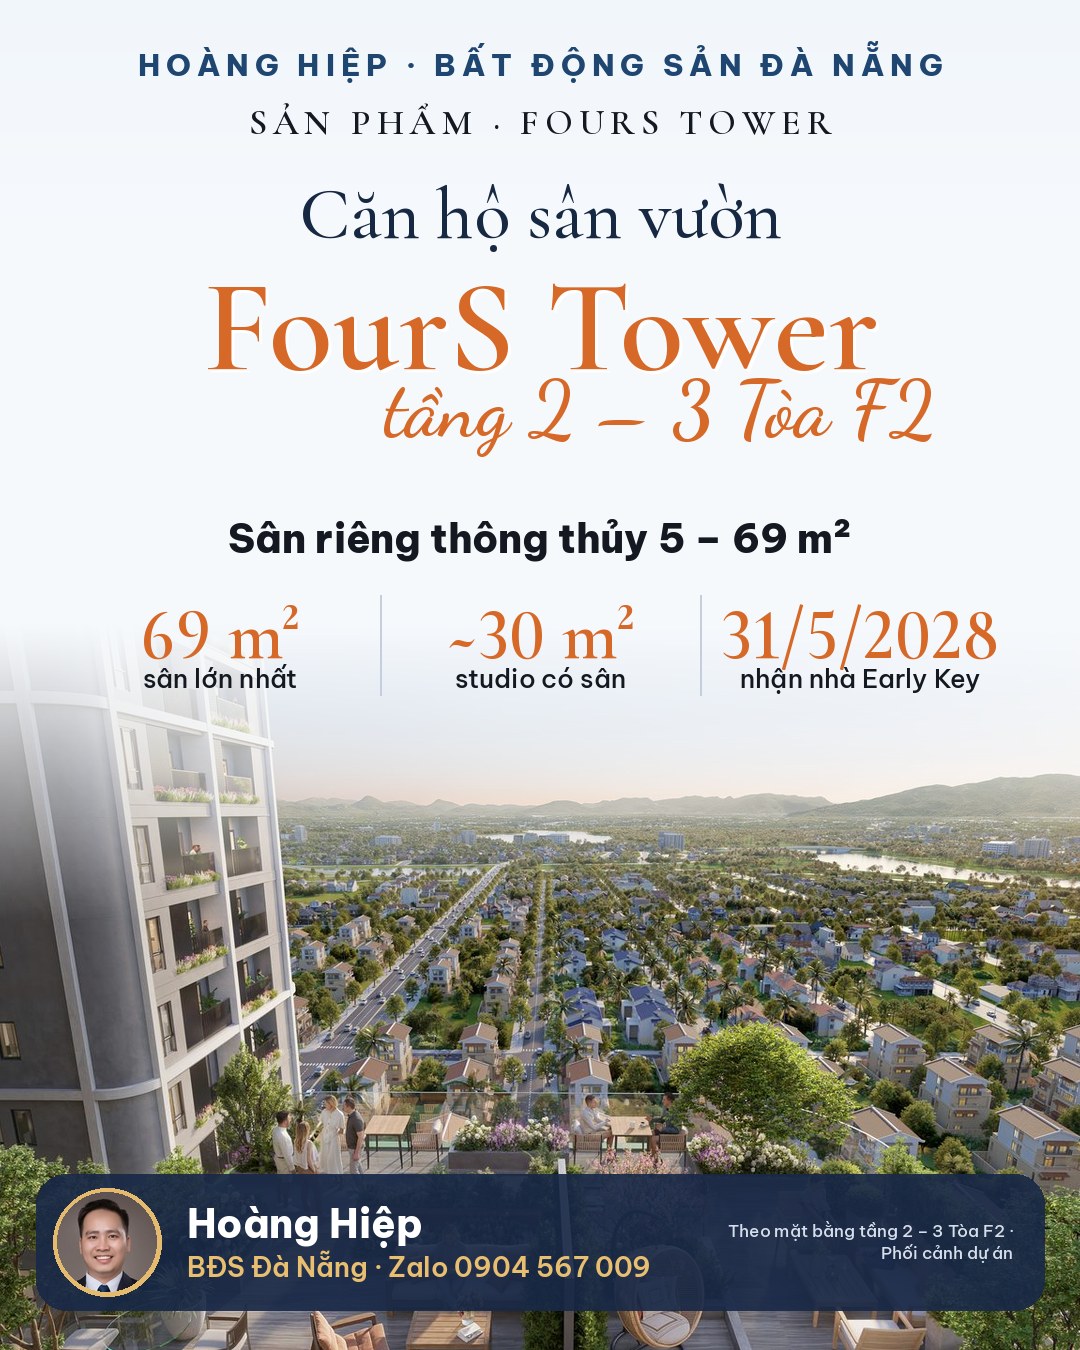 HOÀNG HIỆP · BẤT ĐỘNG SẢN ĐÀ NẴNG
SẢN PHẨM · FOURS TOWER
Căn hộ sân vườn
FourS Tower
tầng 2 – 3 Tòa F2
Sân riêng thông thủy 5 – 69 m²
69 m²
sân lớn nhất
~30 m²
studio có sân
31/5/2028
nhận nhà Early Key
Hoàng Hiệp
BĐS Đà Nẵng · Zalo 0904 567 009
Theo mặt bằng tầng 2 – 3 Tòa F2 ·
Phối cảnh dự án